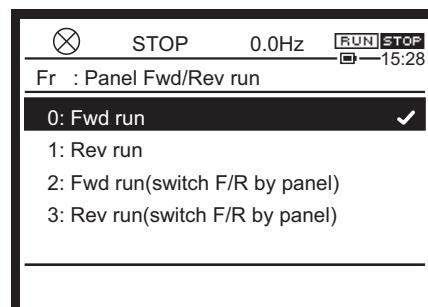 STOP 0.0Hz RUN STOP
15:28
Fr : Panel Fwd/Rev run
0: Fwd run
1: Rev run
2: Fwd run(switch F/R by panel)
3: Rev run(switch F/R by panel)